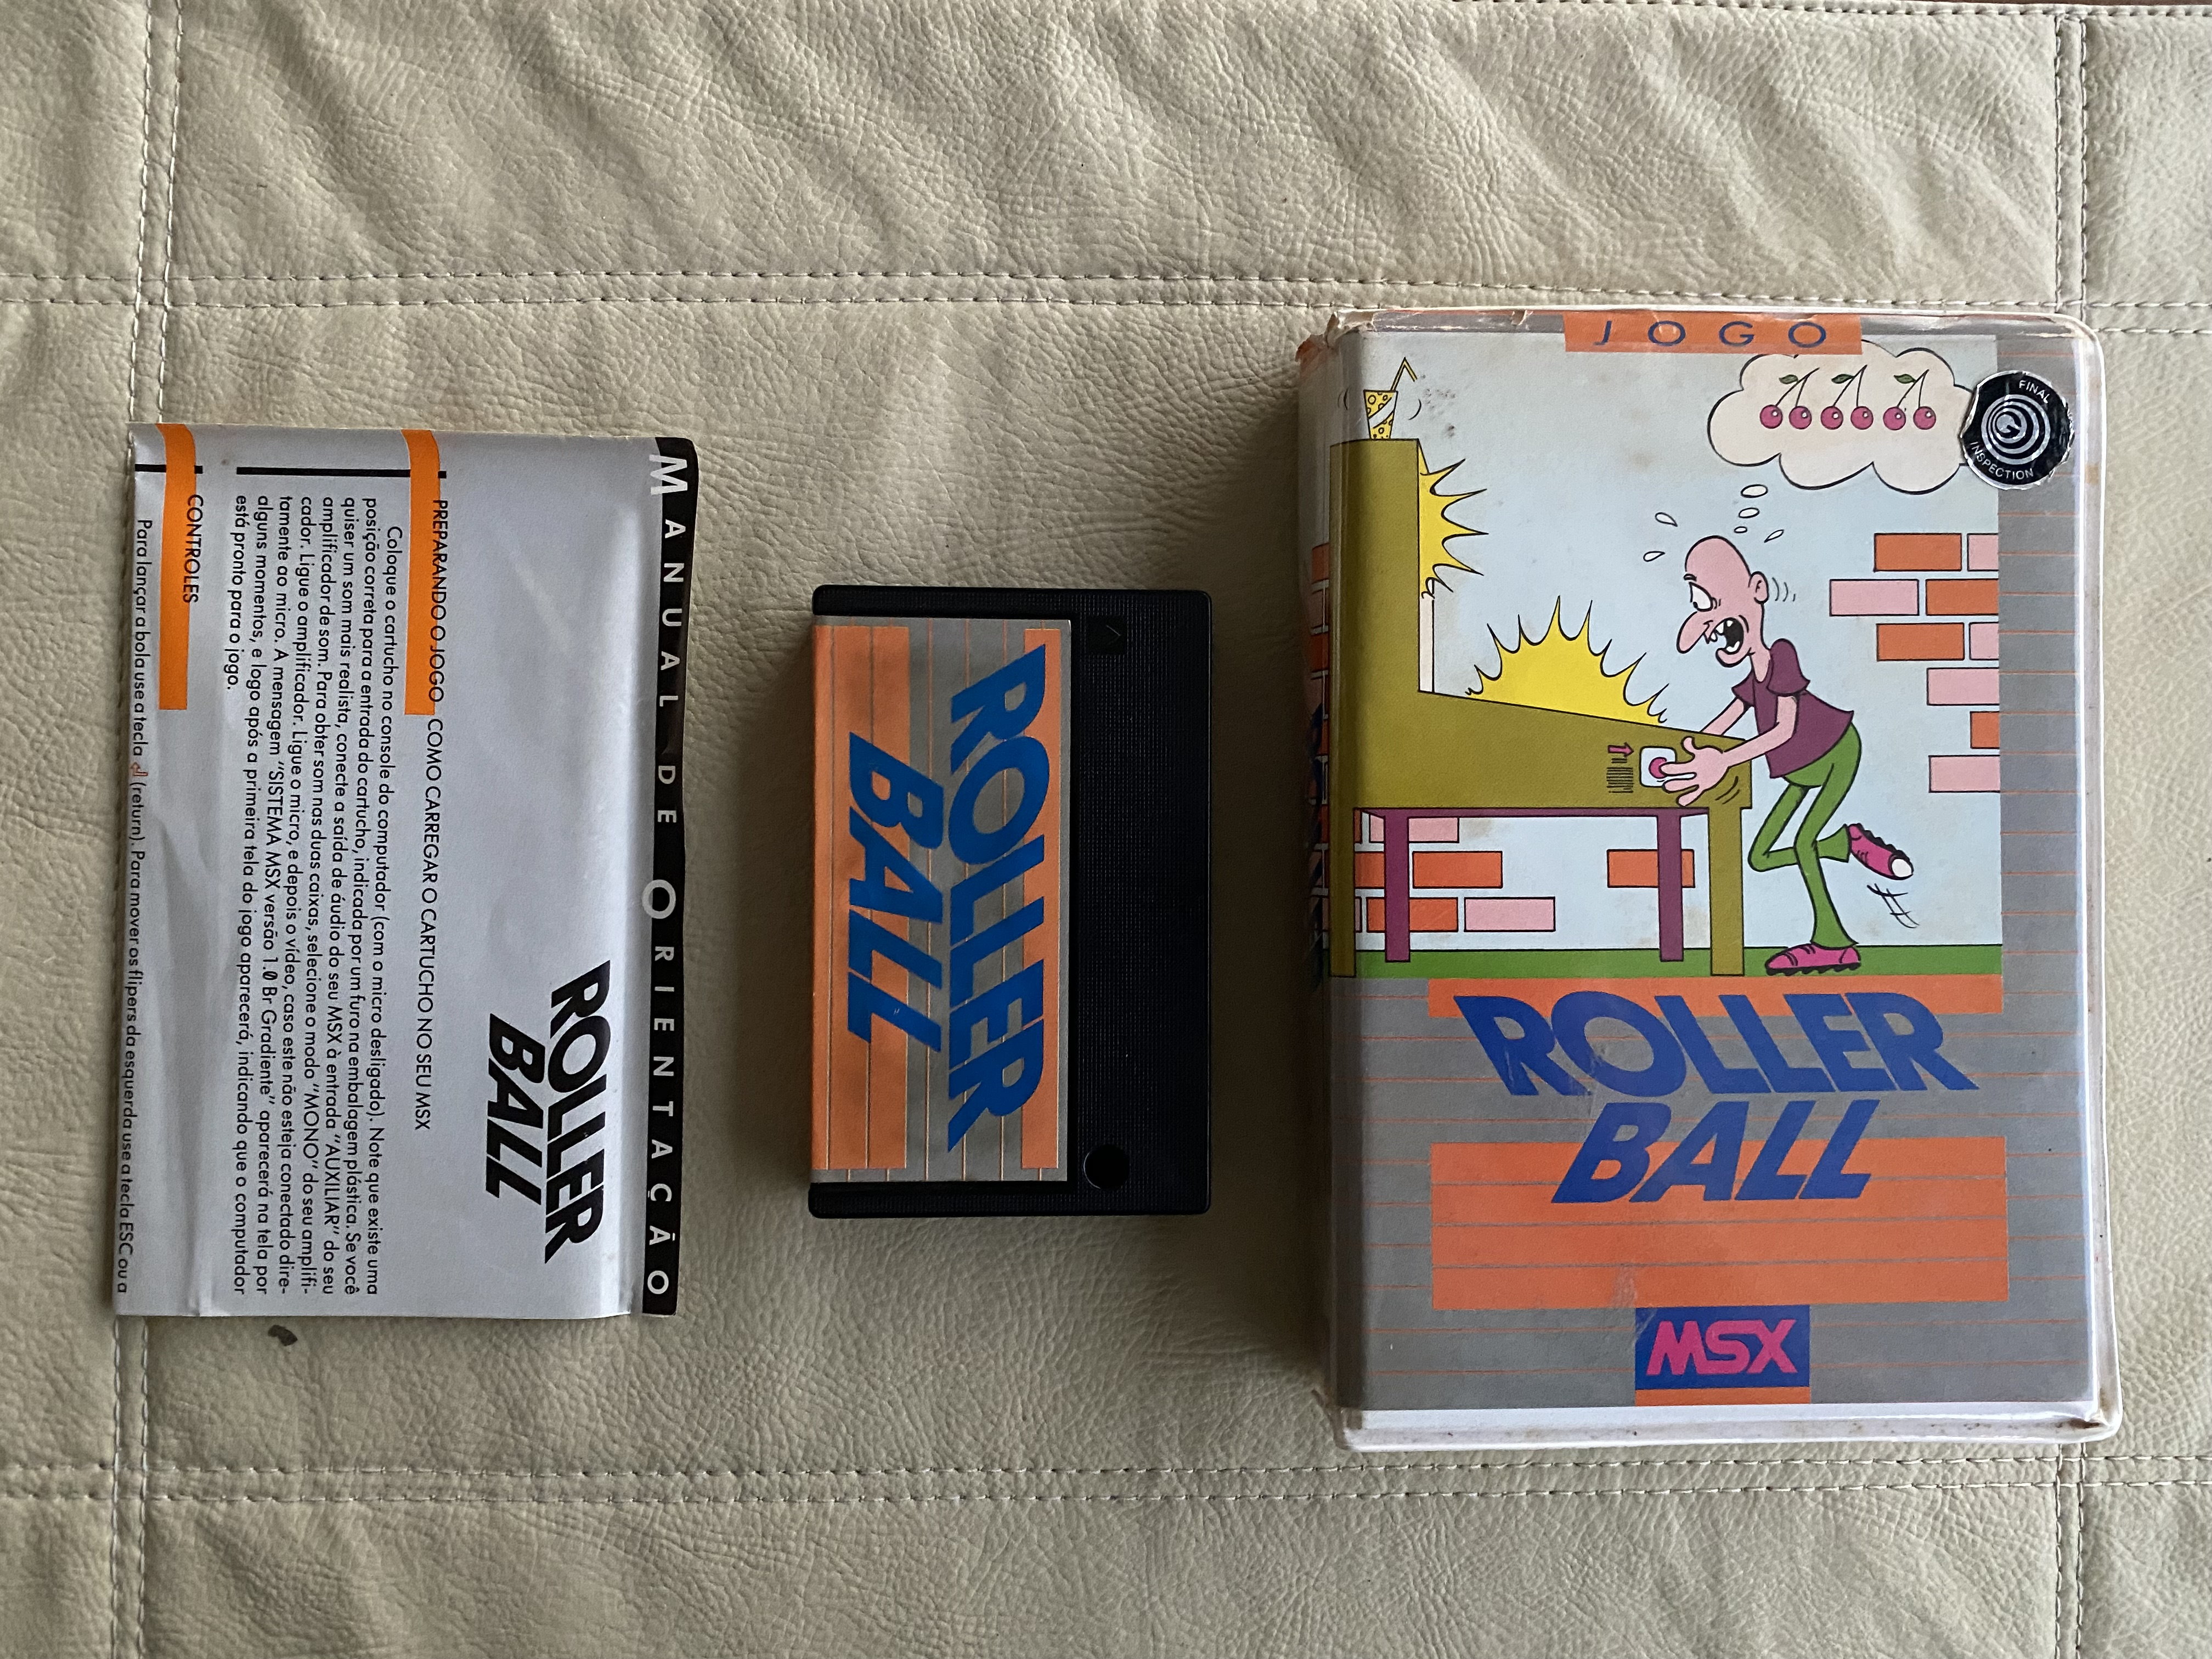 MANUAL DE ORIENTAÇÃO
ROLLER
BALL
PREPARANDO O JOGO COMO CARREGAR O CARTUCHO NO SEU MSX
Coloque o cartucho no console do computador (com o micro desligado). Note que existe uma
posição correta para a entrada do cartucho, indicada por um furo na embalagem plástica. Se você
quiser um som mais realista, conecte a saída de áudio do seu MSX à entrada "AUXILIAR" do seu
amplificador de som. Para obter som nas duas caixas, selecione o modo "MONO" do seu amplifi-
cador. Ligue o amplificador. Ligue o micro, e depois o vídeo, caso este não esteja conectado dire-
tamente ao micro. A mensagem "SISTEMA MSX versão 1.0 Br Gradiente" aparecerá na tela por
alguns momentos, e logo após a primeira tela do jogo aparecerá, indicando que o computador
está pronto para o jogo.
CONTROLES
Para lançar a bola use a tecla (return). Para mover os flipers da esquerda use a tecla ESC ou a
ROLLER
BALL
JOGO
FINAL
INSPECTION
ROLLER
BALL
MSX